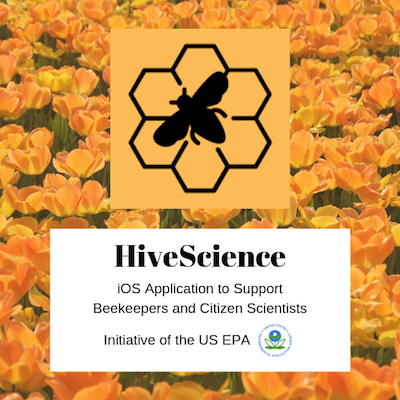 HiveScience
iOS Application to Support
Beekeepers and Citizen Scientists
Initiative of the US EPA